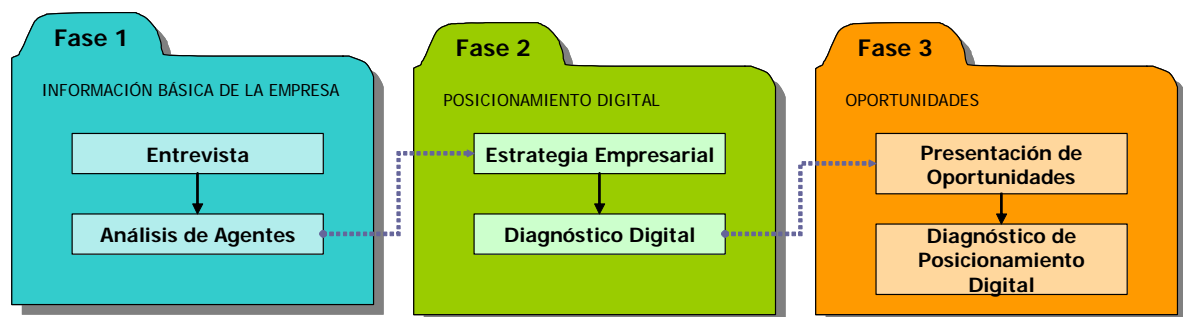 Fase 1
INFORMACIÓN BÁSICA DE LA EMPRESA
Entrevista
Análisis de Agentes
Fase 2
POSICIONAMIENTO DIGITAL
Estrategia Empresarial
Diagnóstico Digital
Fase 3
OPORTUNIDADES
Presentación de
Oportunidades
Diagnóstico de
Posicionamiento
Digital